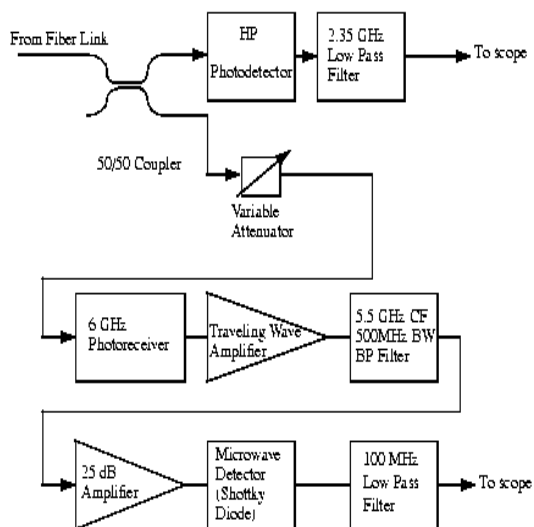 From Fiber Link
HP
Photodetector
2.35 GHz
Low Pass
Filter
To scope
50/50 Coupler
Variable
Attenuator
6 GHz
Photoreceiver
Traveling Wave
Amplifier
5.5 GHz CF
500MHz BW
BP Filter
25 dB
Amplifier
Microwave
Detector
(Shottky
Diode)
100 MHz
Low Pass
Filter
To scope